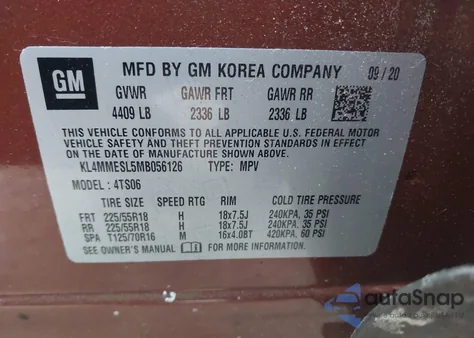 GM
MFD BY GM KOREA COMPANY 09/20
GVWR GAWR FRT GAWR RR
4409 LB 2336 LB 2336 LB
THIS VEHICLE CONFORMS TO ALL APPLICABLE U.S. FEDERAL MOTOR
VEHICLE SAFETY AND THEFT PREVENTION STANDARDS IN EFFECT ON
THE DATE OF MANUFACTURE SHOWN ABOVE.
KL4MMESL5MB056126 TYPE: MPV
MODEL: 4TS06
TIRE SIZE SPEED RTG RIM COLD TIRE PRESSURE
FRT 225/55R18 H 18x7.5J 240KPA, 35 PSI
RR 225/55R18 H 18x7.5J 240KPA, 35 PSI
SPA T125/70R16 M 16x4.0BT 420KPA, 60 PSI
SEE OWNER'S MANUAL FOR MORE INFORMATION.
autoSnap